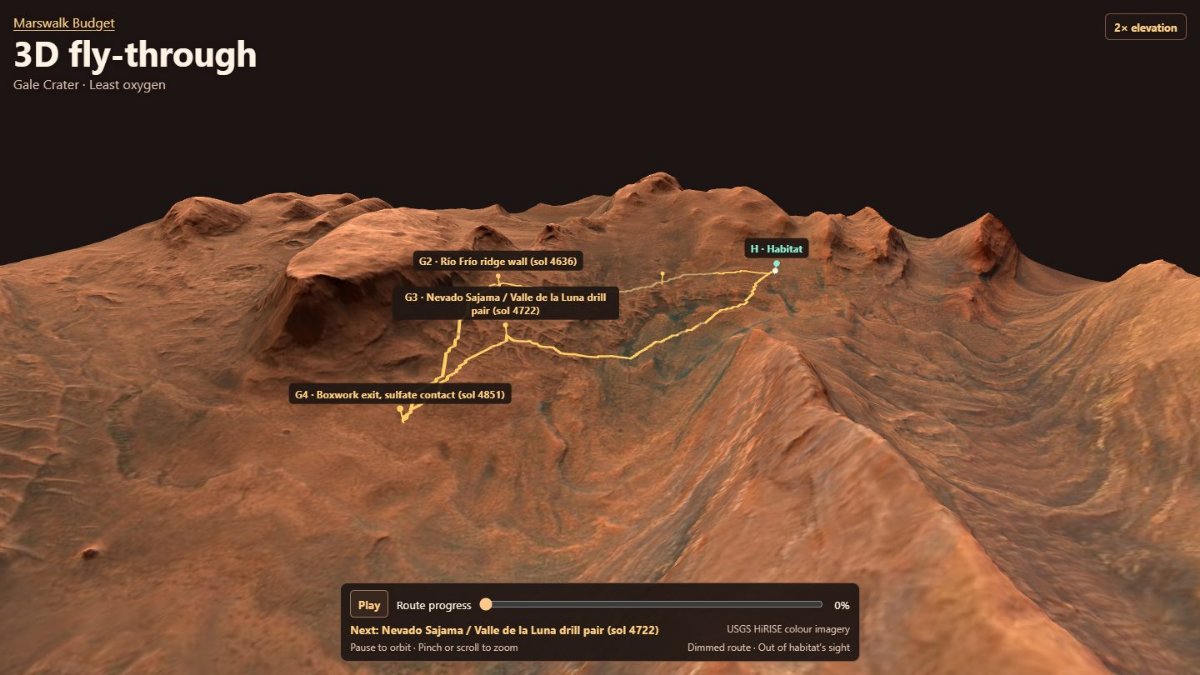 Marswalk Budget
3D fly-through
Gale Crater · Least oxygen
2× elevation
H · Habitat
G2 · Río Frío ridge wall (sol 4636)
G3 · Nevado Sajama / Valle de la Luna drill
pair (sol 4722)
G4 · Boxwork exit, sulfate contact (sol 4851)
Play
Route progress
0%
Next: Nevado Sajama / Valle de la Luna drill pair (sol 4722)
USGS HiRISE colour imagery
Pause to orbit · Pinch or scroll to zoom
Dimmed route · Out of habitat's sight